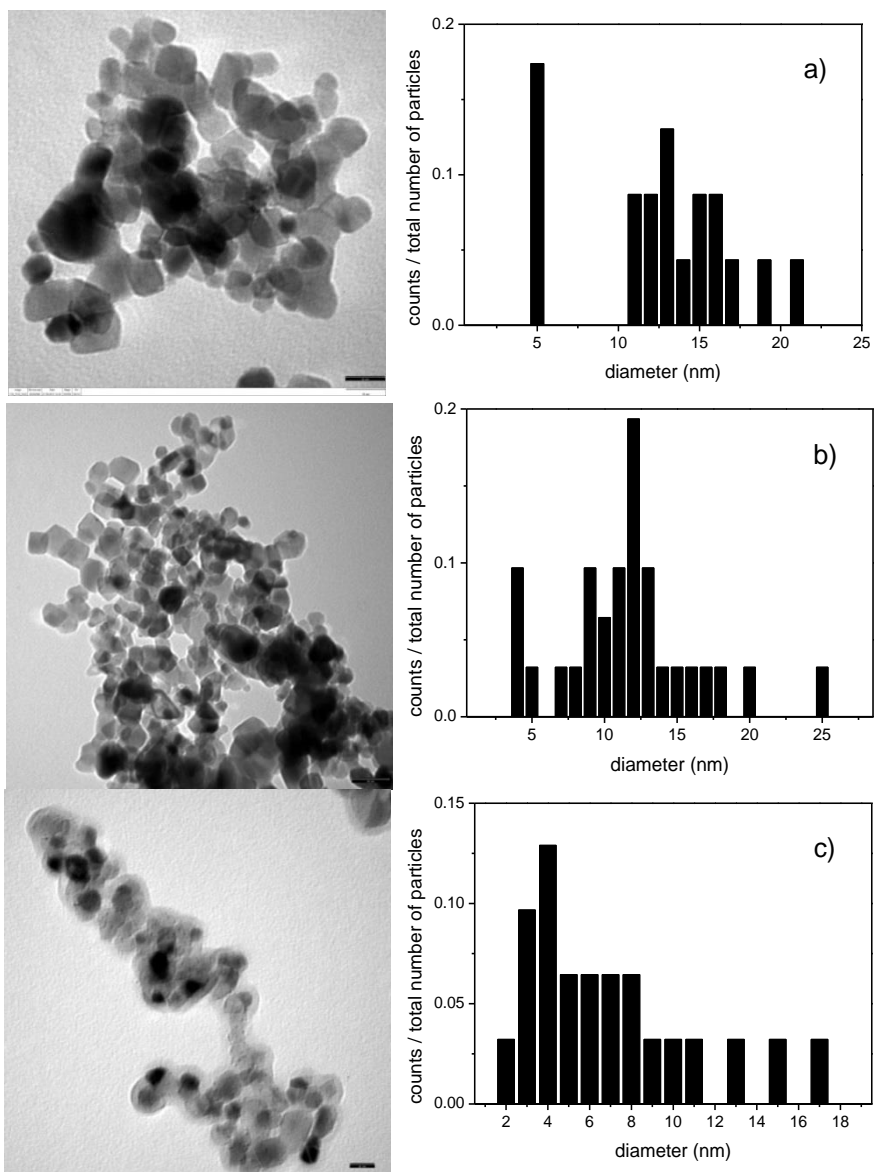 0.2
a)
0.1
0.0
5 10 15 20 25
diameter (nm)
counts / total number of particles
0.2
b)
0.1
0.0
5 10 15 20 25
diameter (nm)
counts / total number of particles
0.15
c)
0.10
0.05
0.00
2 4 6 8 10 12 14 16 18
diameter (nm)
counts / total number of particles